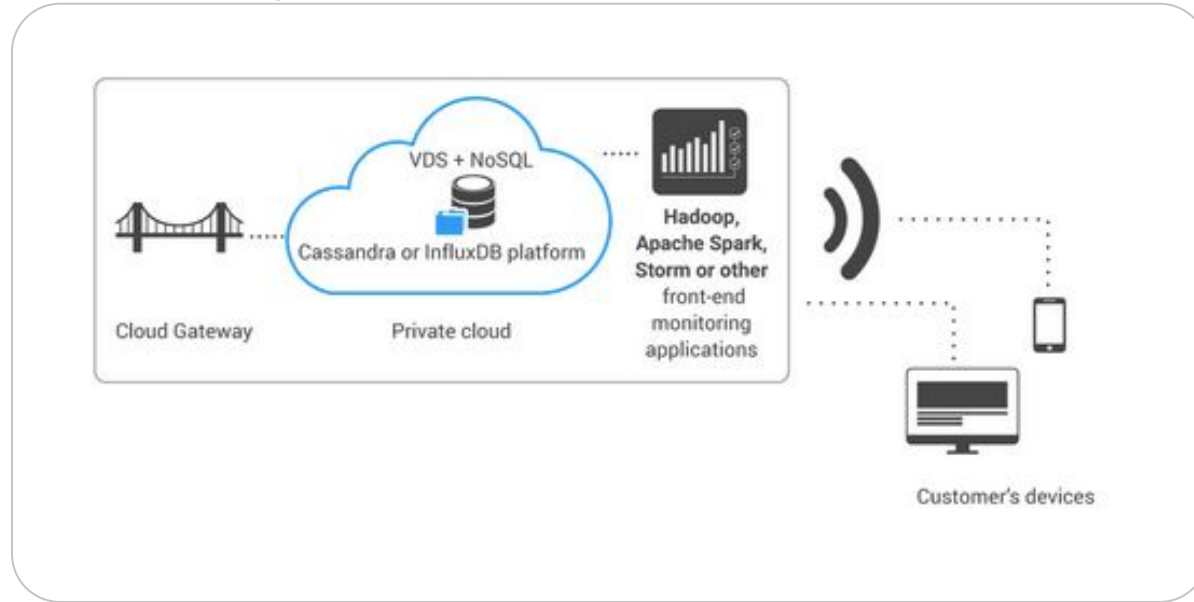 VDS + NoSQL
Cassandra or InfluxDB platform
Cloud Gateway
Private cloud
Hadoop,
Apache Spark,
Storm or other
front-end
monitoring
applications
Customer's devices